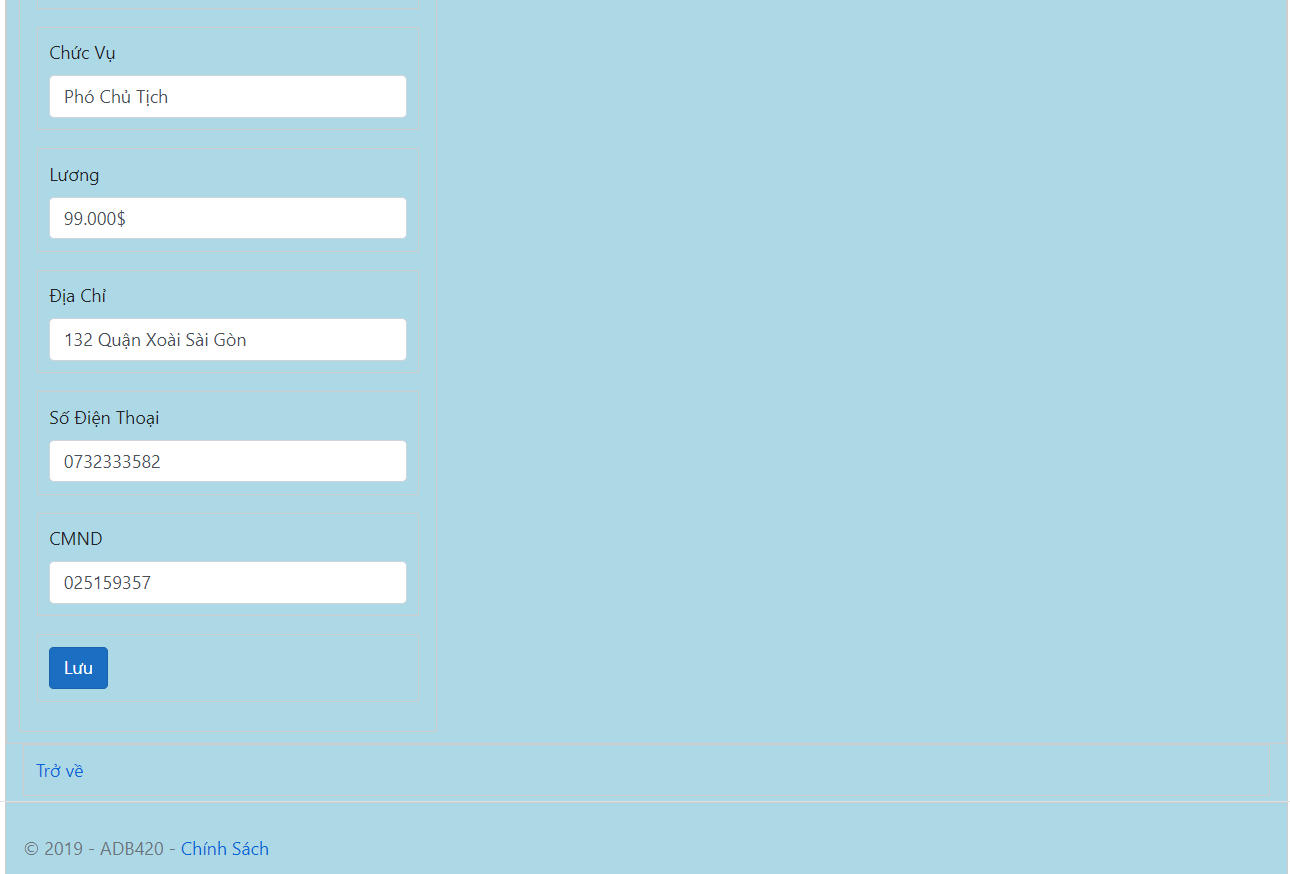 Chức Vụ
Phó Chủ Tịch
Lương
99.000$
Địa Chỉ
132 Quận Xoài Sài Gòn
Số Điện Thoại
0732333582
CMND
025159357
Lưu
Trở về
© 2019 - ADB420 - Chính Sách